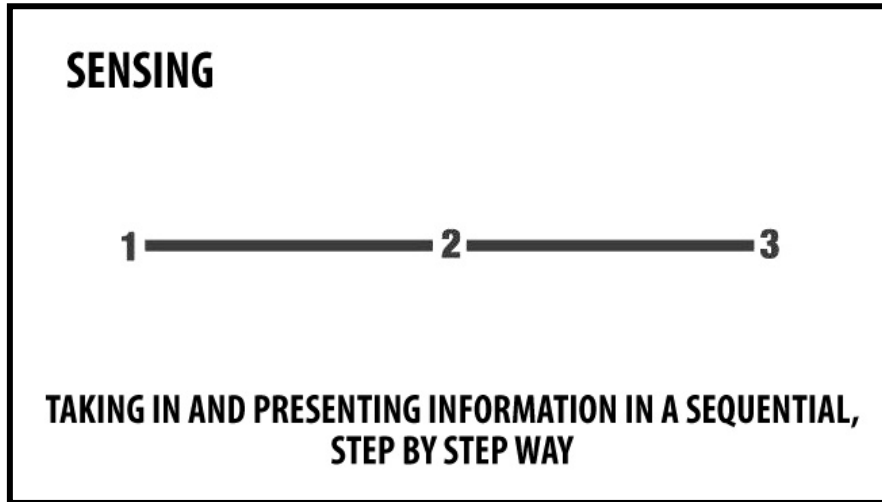 SENSING
1 2 3
TAKING IN AND PRESENTING INFORMATION IN A SEQUENTIAL,
STEP BY STEP WAY